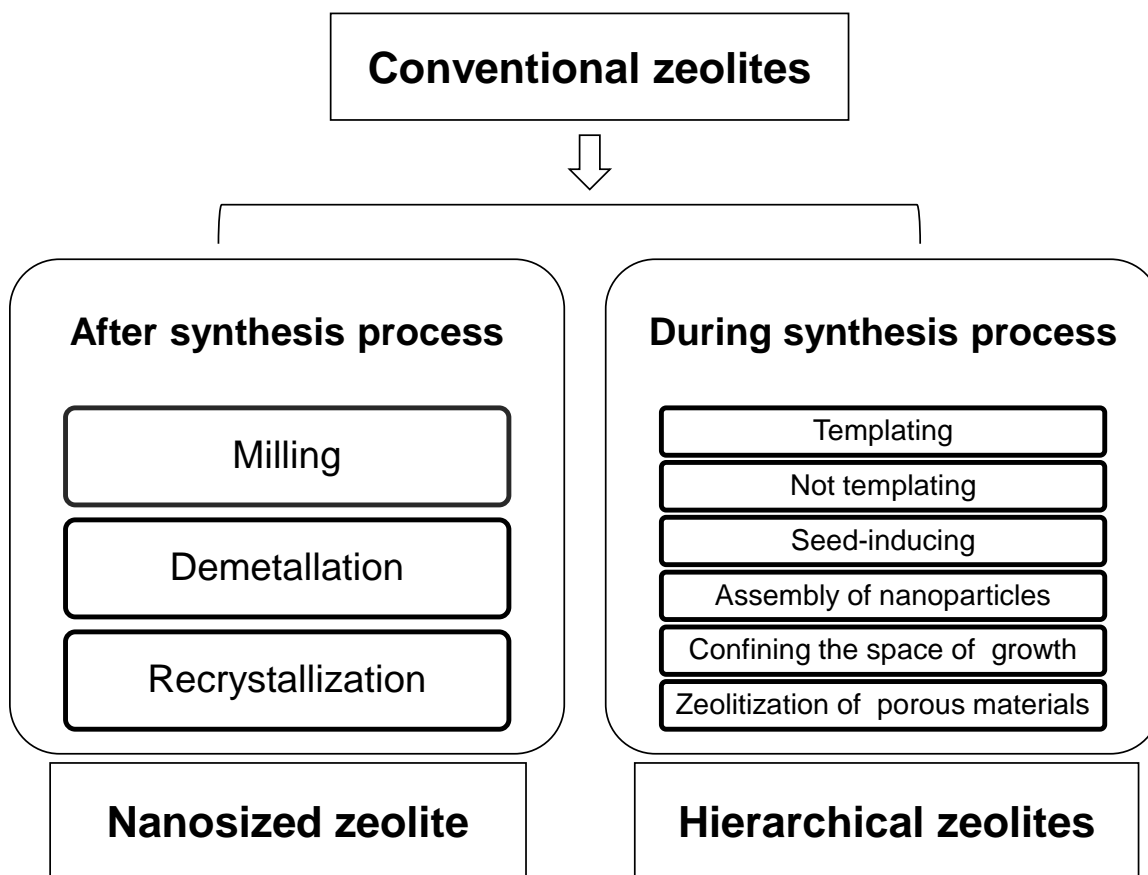 Conventional zeolites
After synthesis process
Milling
Demetallation
Recrystallization
Nanosized zeolite
During synthesis process
Templating
Not templating
Seed-inducing
Assembly of nanoparticles
Confining the space of growth
Zeolitization of porous materials
Hierarchical zeolites